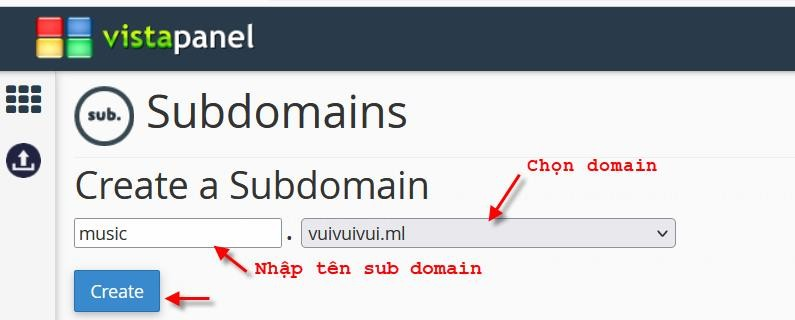 vistapanel
sub. Subdomains
Create a Subdomain
Chọn domain
music . vuivuivui.ml
Nhập tên sub domain
Create